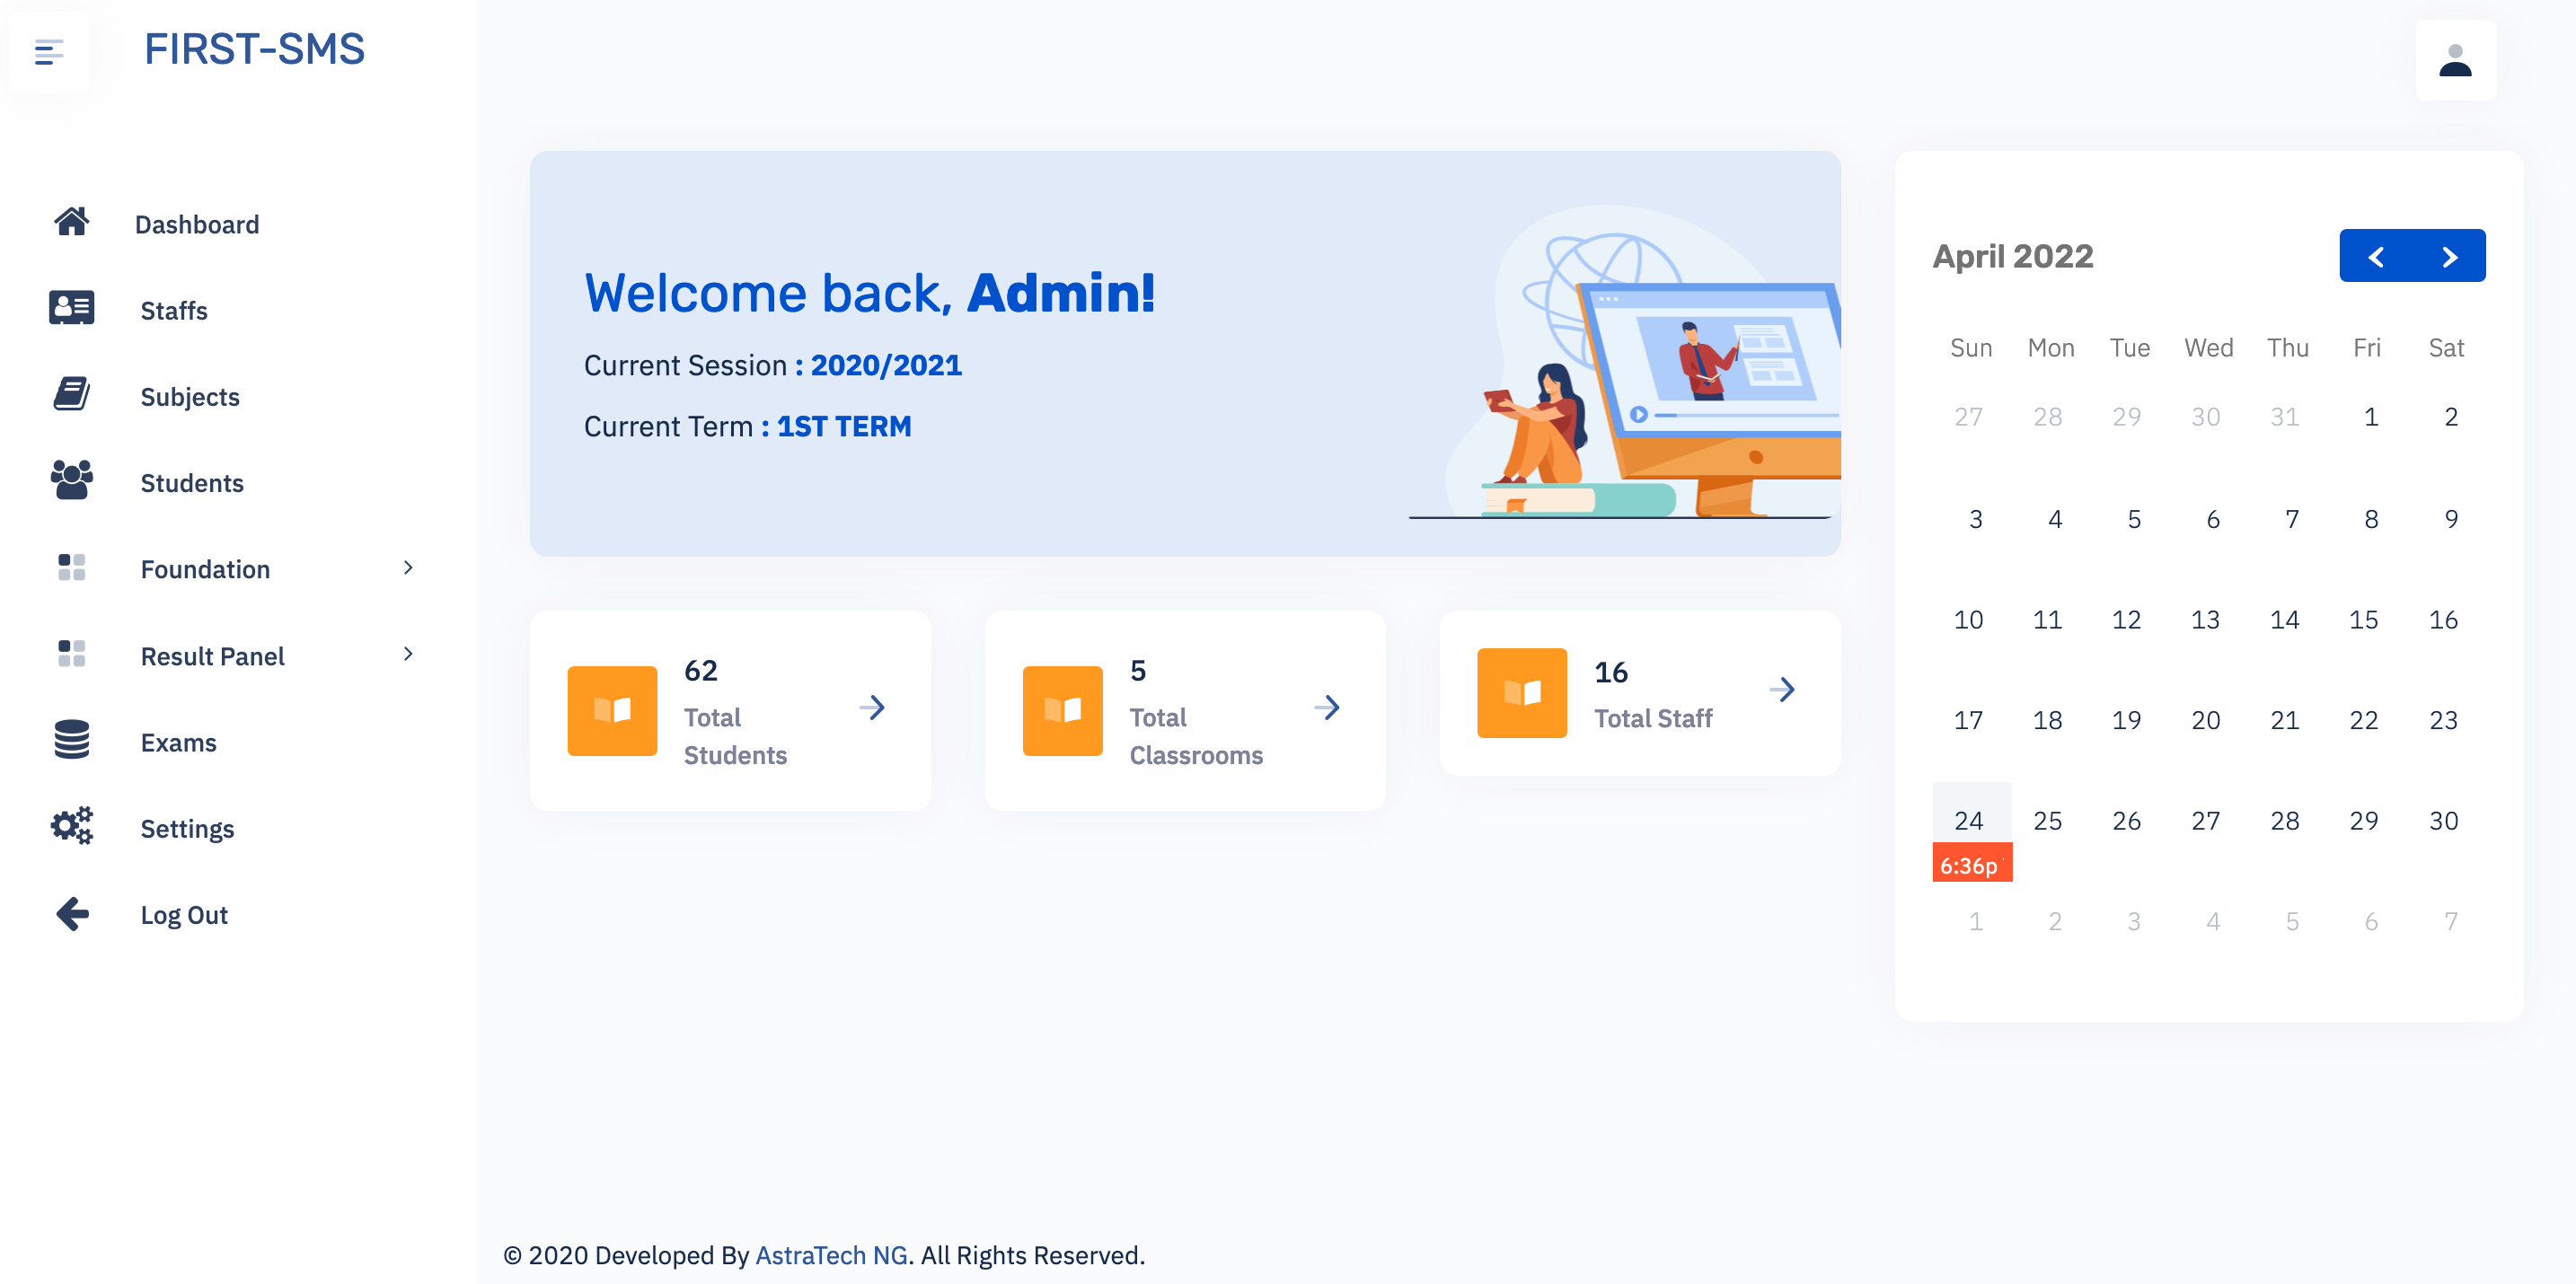 FIRST-SMS
Dashboard
Staffs
Subjects
Students
Foundation
Result Panel
Exams
Settings
Log Out
Welcome back, Admin!
Current Session : 2020/2021
Current Term : 1ST TERM
62
Total
Students
5
Total
Classrooms
16
Total Staff
April 2022
Sun Mon Tue Wed Thu Fri Sat
27 28 29 30 31 1 2
3 4 5 6 7 8 9
10 11 12 13 14 15 16
17 18 19 20 21 22 23
24 25 26 27 28 29 30
6:36p
1 2 3 4 5 6 7
© 2020 Developed By AstraTech NG. All Rights Reserved.